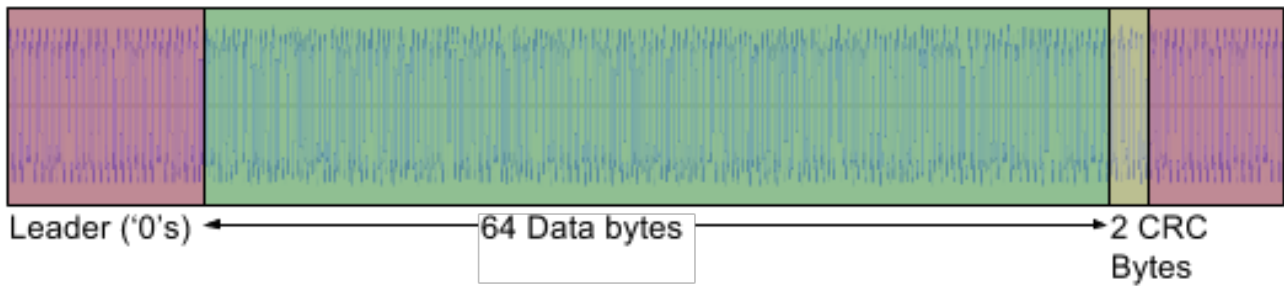 Leader (‘0’s)
64 Data bytes
2 CRC
Bytes